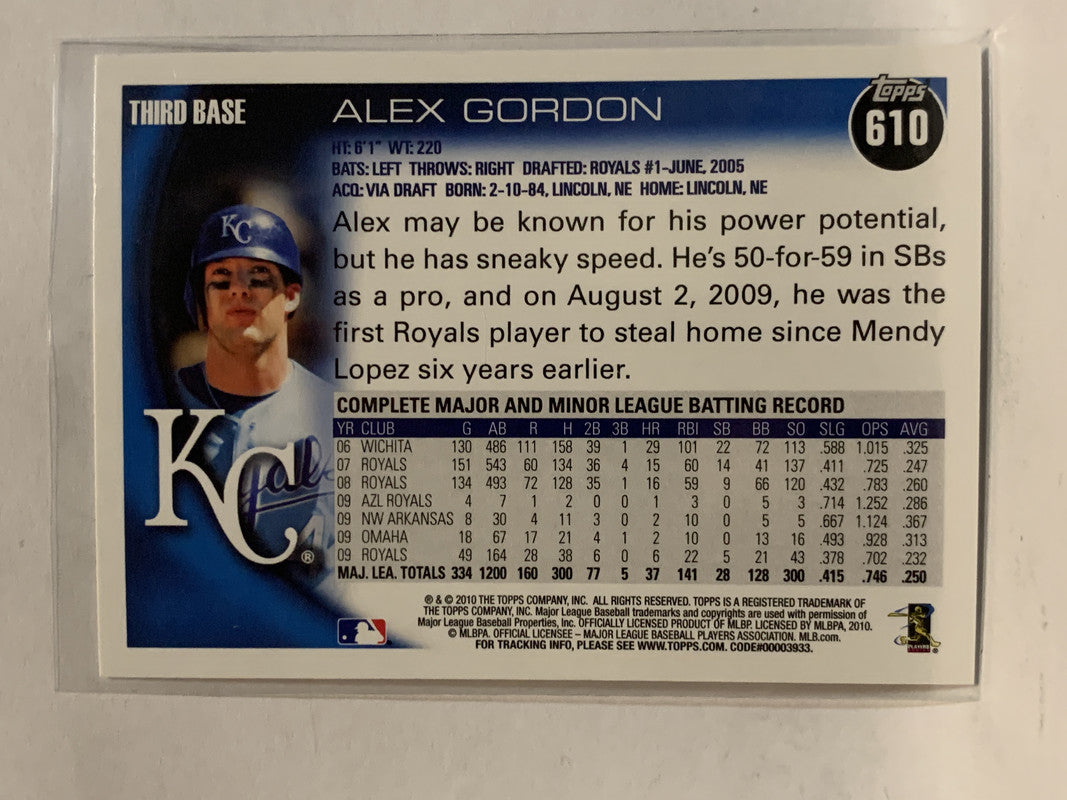 THIRD BASE
ALEX GORDON
Topps
610
HT: 6'1" WT: 220
BATS: LEFT THROWS: RIGHT DRAFTED: ROYALS #1-JUNE, 2005
ACQ: VIA DRAFT BORN: 2-10-84, LINCOLN, NE HOME: LINCOLN, NE
KC
Alex may be known for his power potential,
but he has sneaky speed. He's 50-for-59 in SBs
as a pro, and on August 2, 2009, he was the
first Royals player to steal home since Mendy
Lopez six years earlier.
KC®
COMPLETE MAJOR AND MINOR LEAGUE BATTING RECORD
YR CLUB G AB R H 2B 3B HR RBI SB BB SO SLG OPS AVG
06 WICHITA 130 486 111 158 39 1 29 101 22 72 113 .588 1.015 .325
07 ROYALS 151 543 60 134 36 4 15 60 14 41 137 .411 .725 .247
08 ROYALS 134 493 72 128 35 1 16 59 9 66 120 .432 .783 .260
09 AZL ROYALS 4 7 1 2 0 0 1 3 0 5 3 .714 1.252 .286
09 NW ARKANSAS 8 30 4 11 3 0 2 10 0 5 5 .667 1.124 .367
09 OMAHA 18 67 17 21 4 1 2 10 0 13 16 .493 .928 .313
09 ROYALS 49 164 28 38 6 0 6 22 5 21 43 .378 .702 .232
MAJ. LEA. TOTALS 334 1200 160 300 77 5 37 141 28 128 300 .415 .746 .250
® & © 2010 THE TOPPS COMPANY, INC. ALL RIGHTS RESERVED. TOPPS IS A REGISTERED TRADEMARK OF
THE TOPPS COMPANY, INC. Major League Baseball trademarks and copyrights are used with permission of
Major League Baseball Properties, Inc. OFFICIALLY LICENSED PRODUCT OF MLBP. LICENSED BY MLBPA, 2010.
© MLBPA. OFFICIAL LICENSEE – MAJOR LEAGUE BASEBALL PLAYERS ASSOCIATION. MLB.com.
FOR TRACKING INFO, PLEASE SEE WWW.TOPPS.COM. CODE#00003933.
PLAYERS